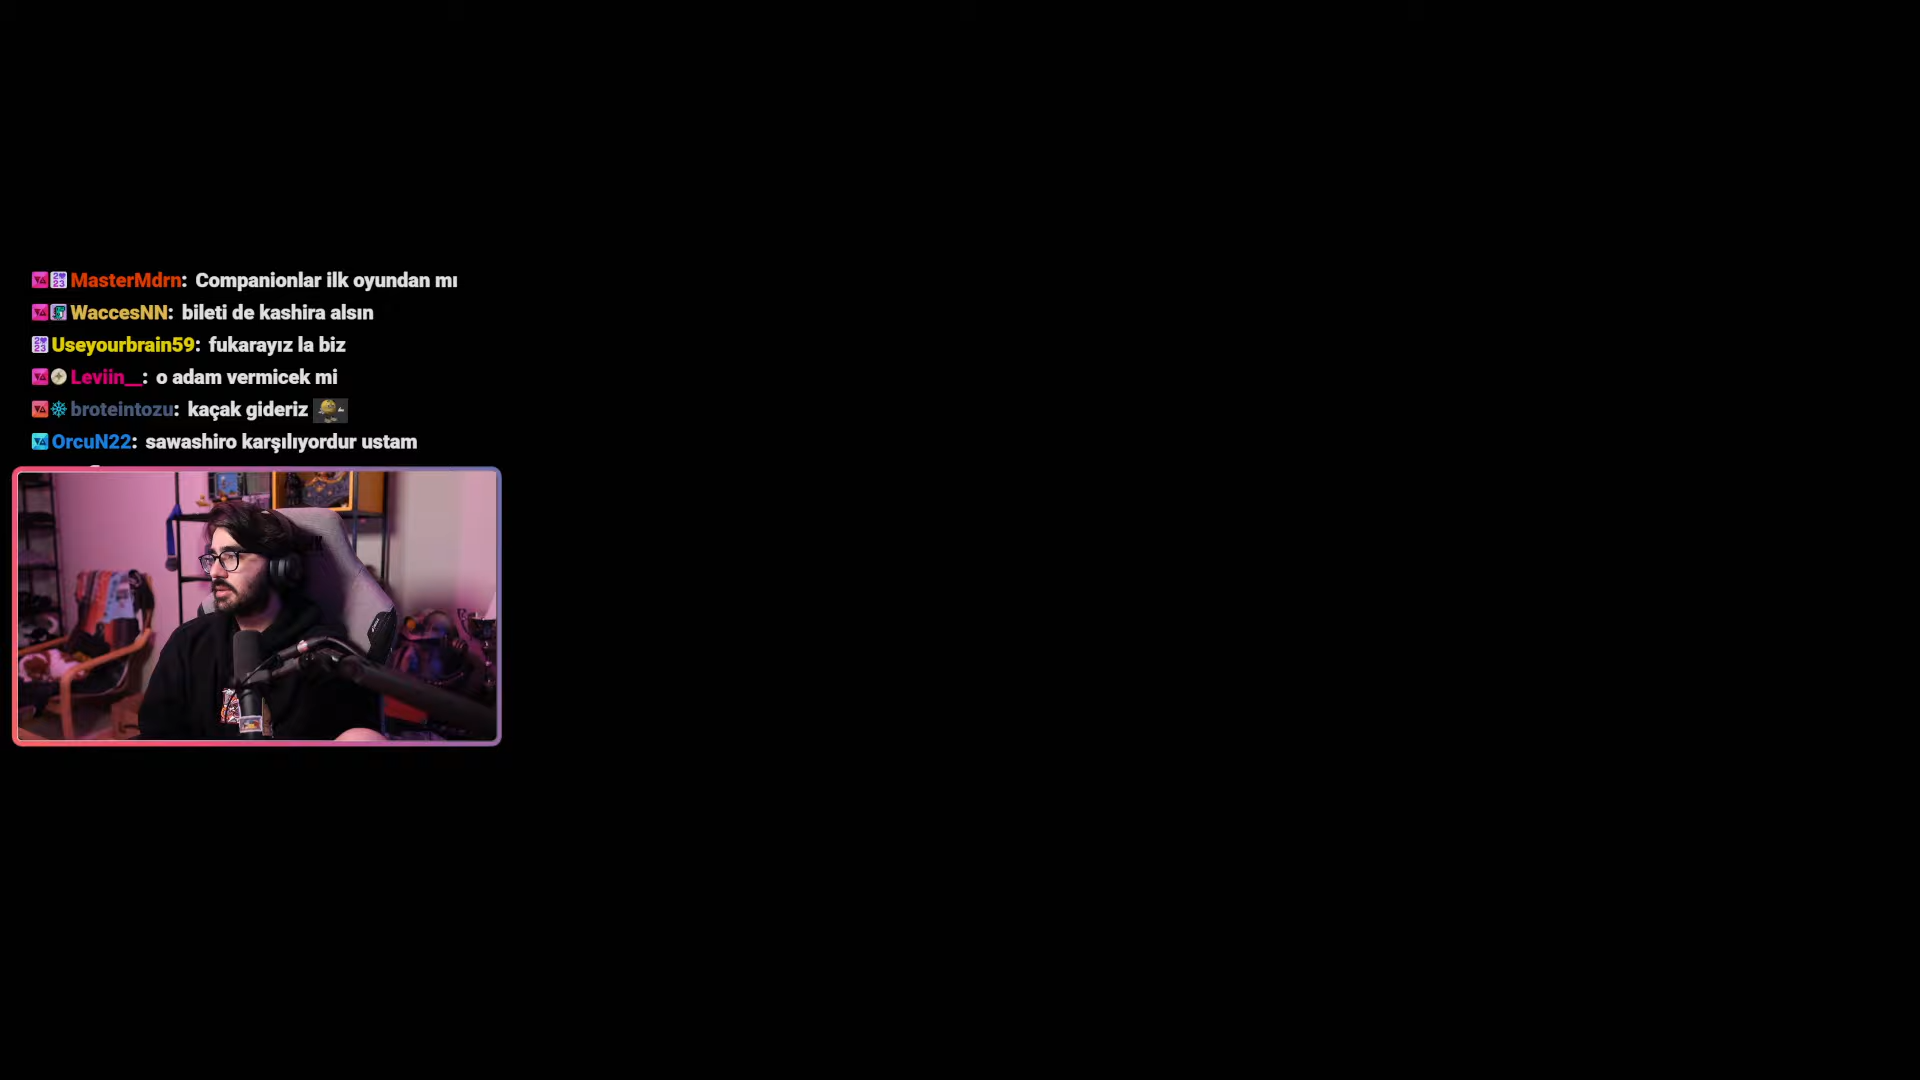 MasterMdrn: Companionlar ilk oyundan mı
WaccesNN: bileti de kashira alsın
Useyourbrain59: fukarayız la biz
Leviin__: o adam vermicek mi
broteintozu: kaçak gideriz
OrcuN22: sawashiro karşılıyordur ustam